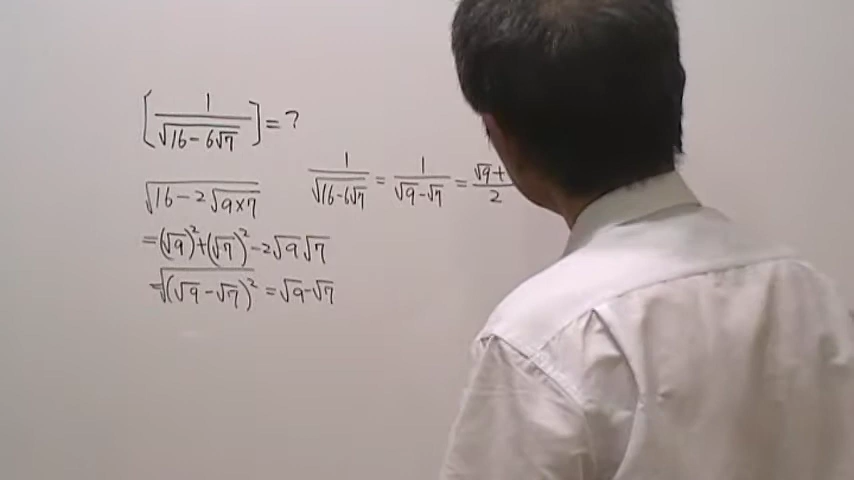 [1/√(16-6√7)] = ?
1/√(16-6√7) = 1/(√9-√7) = (√9+)/2
√(16-2√(9×7))
=(√9)²+(√7)²-2√9√7
=√((√9-√7)²) = √9-√7